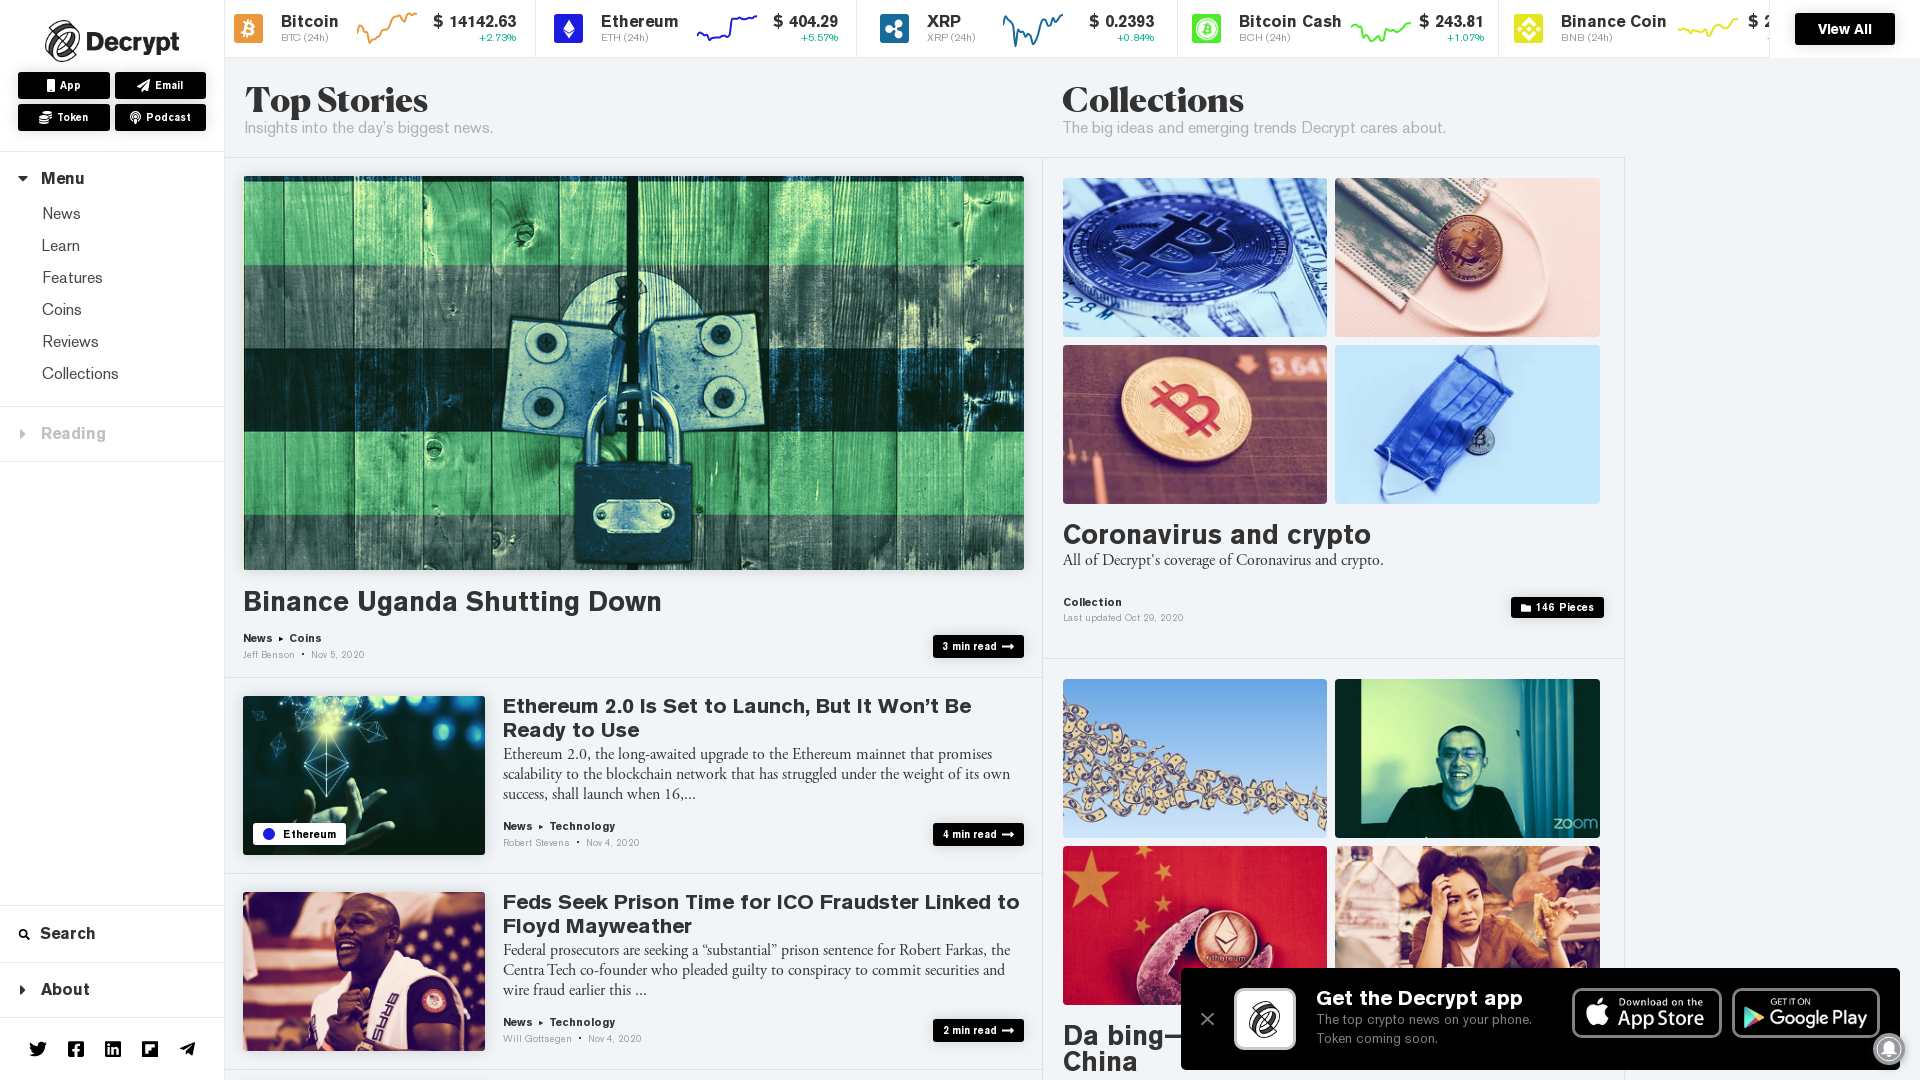 Decrypt
App
Email
Token
Podcast
Menu
News
Learn
Features
Coins
Reviews
Collections
Reading
Search
About
Bitcoin
BTC (24h)
$ 14142.63
+2.73%
Ethereum
ETH (24h)
$ 404.29
+5.57%
XRP
XRP (24h)
$ 0.2393
+0.84%
Bitcoin Cash
BCH (24h)
$ 243.81
+1.07%
Binance Coin
BNB (24h)
View All
Top Stories
Insights into the day's biggest news.
Binance Uganda Shutting Down
News ▸ Coins
Jeff Benson • Nov 5, 2020
3 min read
Ethereum
Ethereum 2.0 Is Set to Launch, But It Won’t Be
Ready to Use
Ethereum 2.0, the long-awaited upgrade to the Ethereum mainnet that promises
scalability to the blockchain network that has struggled under the weight of its own
success, shall launch when 16,...
News ▸ Technology
Robert Stevens • Nov 4, 2020
4 min read
Feds Seek Prison Time for ICO Fraudster Linked to
Floyd Mayweather
Federal prosecutors are seeking a “substantial” prison sentence for Robert Farkas, the
Centra Tech co-founder who pleaded guilty to conspiracy to commit securities and
wire fraud earlier this ...
News ▸ Technology
Will Gottsegen • Nov 4, 2020
2 min read
Collections
The big ideas and emerging trends Decrypt cares about.
Coronavirus and crypto
All of Decrypt's coverage of Coronavirus and crypto.
Collection
Last updated Oct 29, 2020
146 Pieces
zoom
ethereum
Da bing—
China
Get the Decrypt app
The top crypto news on your phone.
Token coming soon.
Download on the
App Store
GET IT ON
Google Play